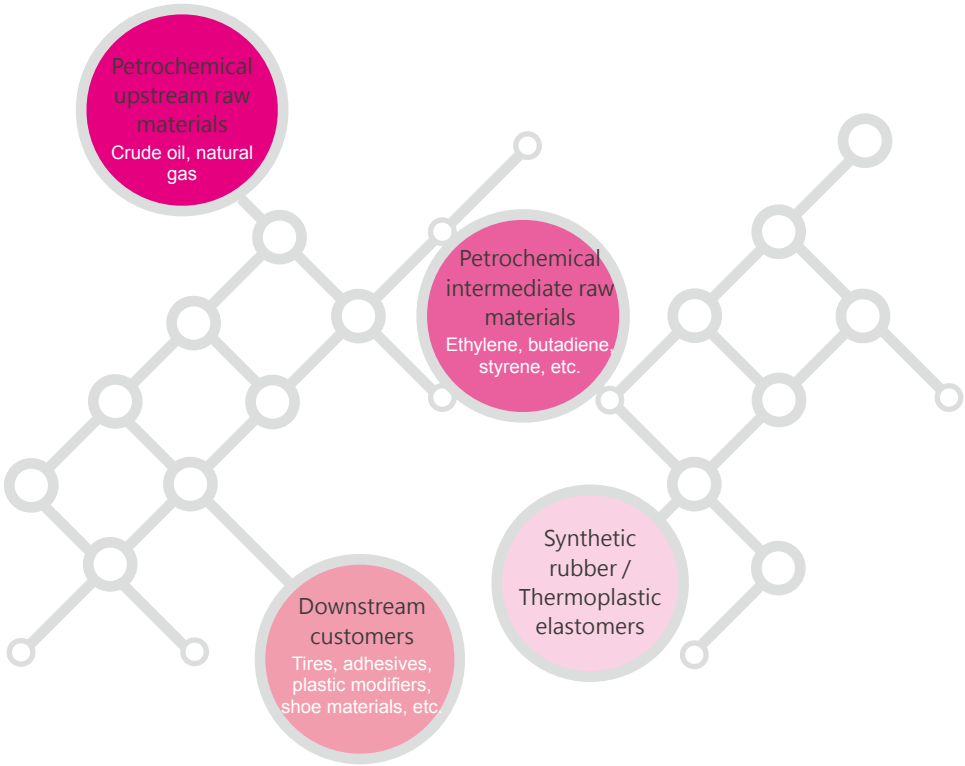 Petrochemical
upstream raw
materials
Crude oil, natural
gas
Petrochemical
intermediate raw
materials
Ethylene, butadiene,
styrene, etc.
Synthetic
rubber /
Thermoplastic
elastomers
Downstream
customers
Tires, adhesives,
plastic modifiers,
shoe materials, etc.